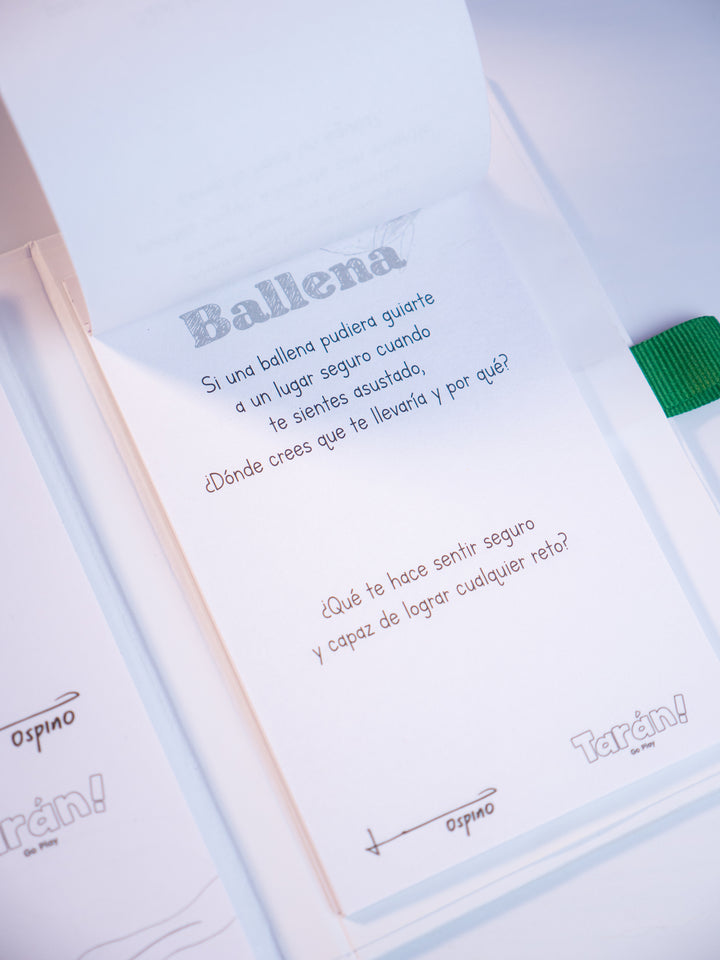 Ballena
Si una ballena pudiera guiarte
a un lugar seguro cuando
te sientes asustado,
¿Dónde crees que te llevaría y por qué?
¿Qué te hace sentir seguro
y capaz de lograr cualquier reto?
Tarán!
Go Play
Ospino
Ospino
arán!
Go Play